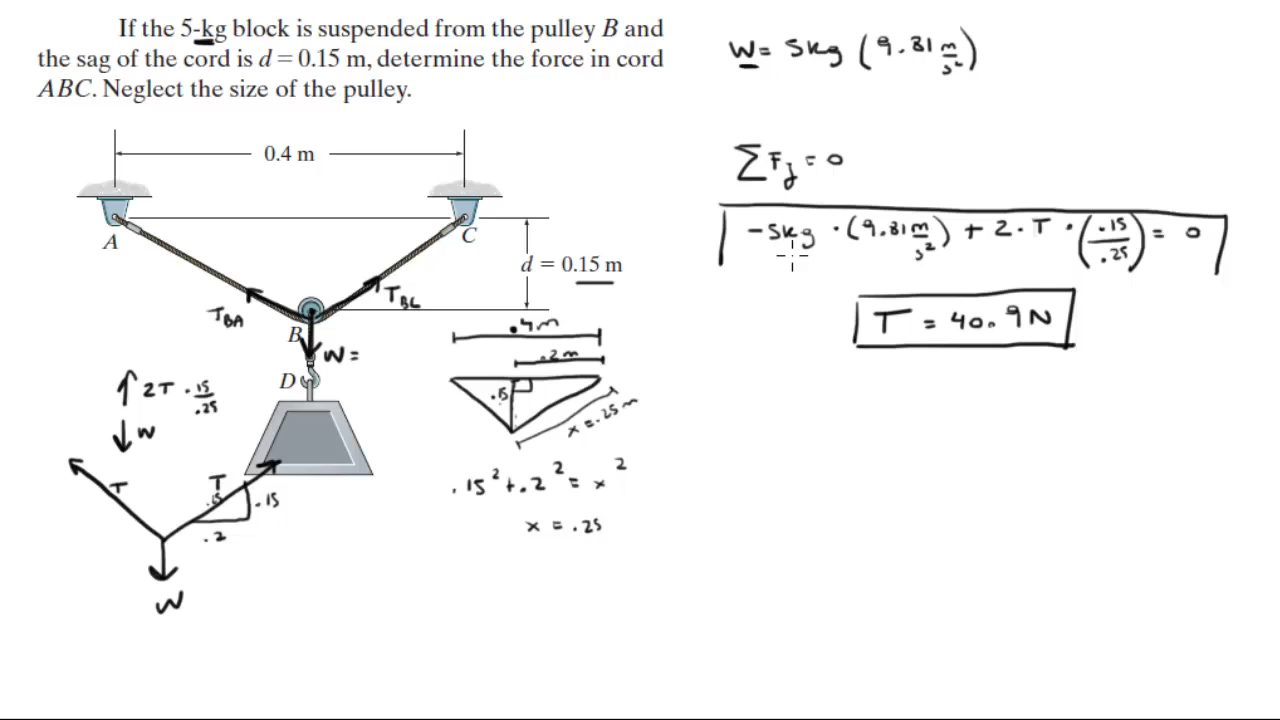 If the 5-kg block is suspended from the pulley B and
the sag of the cord is d = 0.15 m, determine the force in cord
ABC. Neglect the size of the pulley.
0.4 m
A
C
d = 0.15 m
T_BA
T_BC
B
W=
D
↑ 2T · .15/.25
↓ W
T
T
.15
.15
.2
W
.4m
.2m
.15
x = .25 m
.15² + .2² = x²
x = .25
W = 5kg (9.81 m/s²)
ΣFy = 0
-5kg · (9.81 m/s²) + 2 · T · (.15/.25) = 0
T = 40.9N